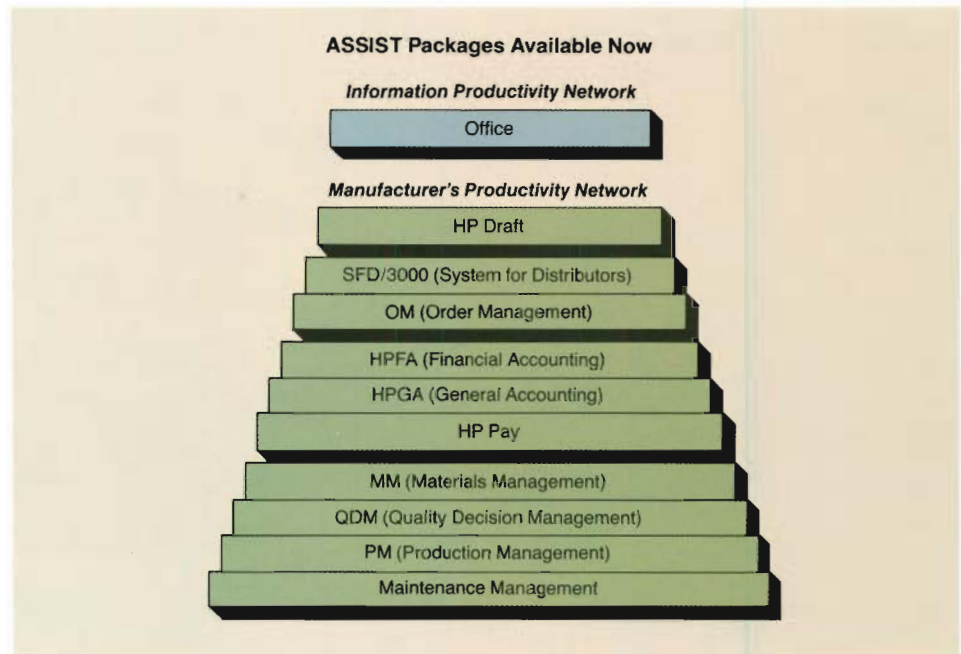 ASSIST Packages Available Now
Information Productivity Network
Office
Manufacturer's Productivity Network
HP Draft
SFD/3000 (System for Distributors)
OM (Order Management)
HPFA (Financial Accounting)
HPGA (General Accounting)
HP Pay
MM (Materials Management)
QDM (Quality Decision Management)
PM (Production Management)
Maintenance Management